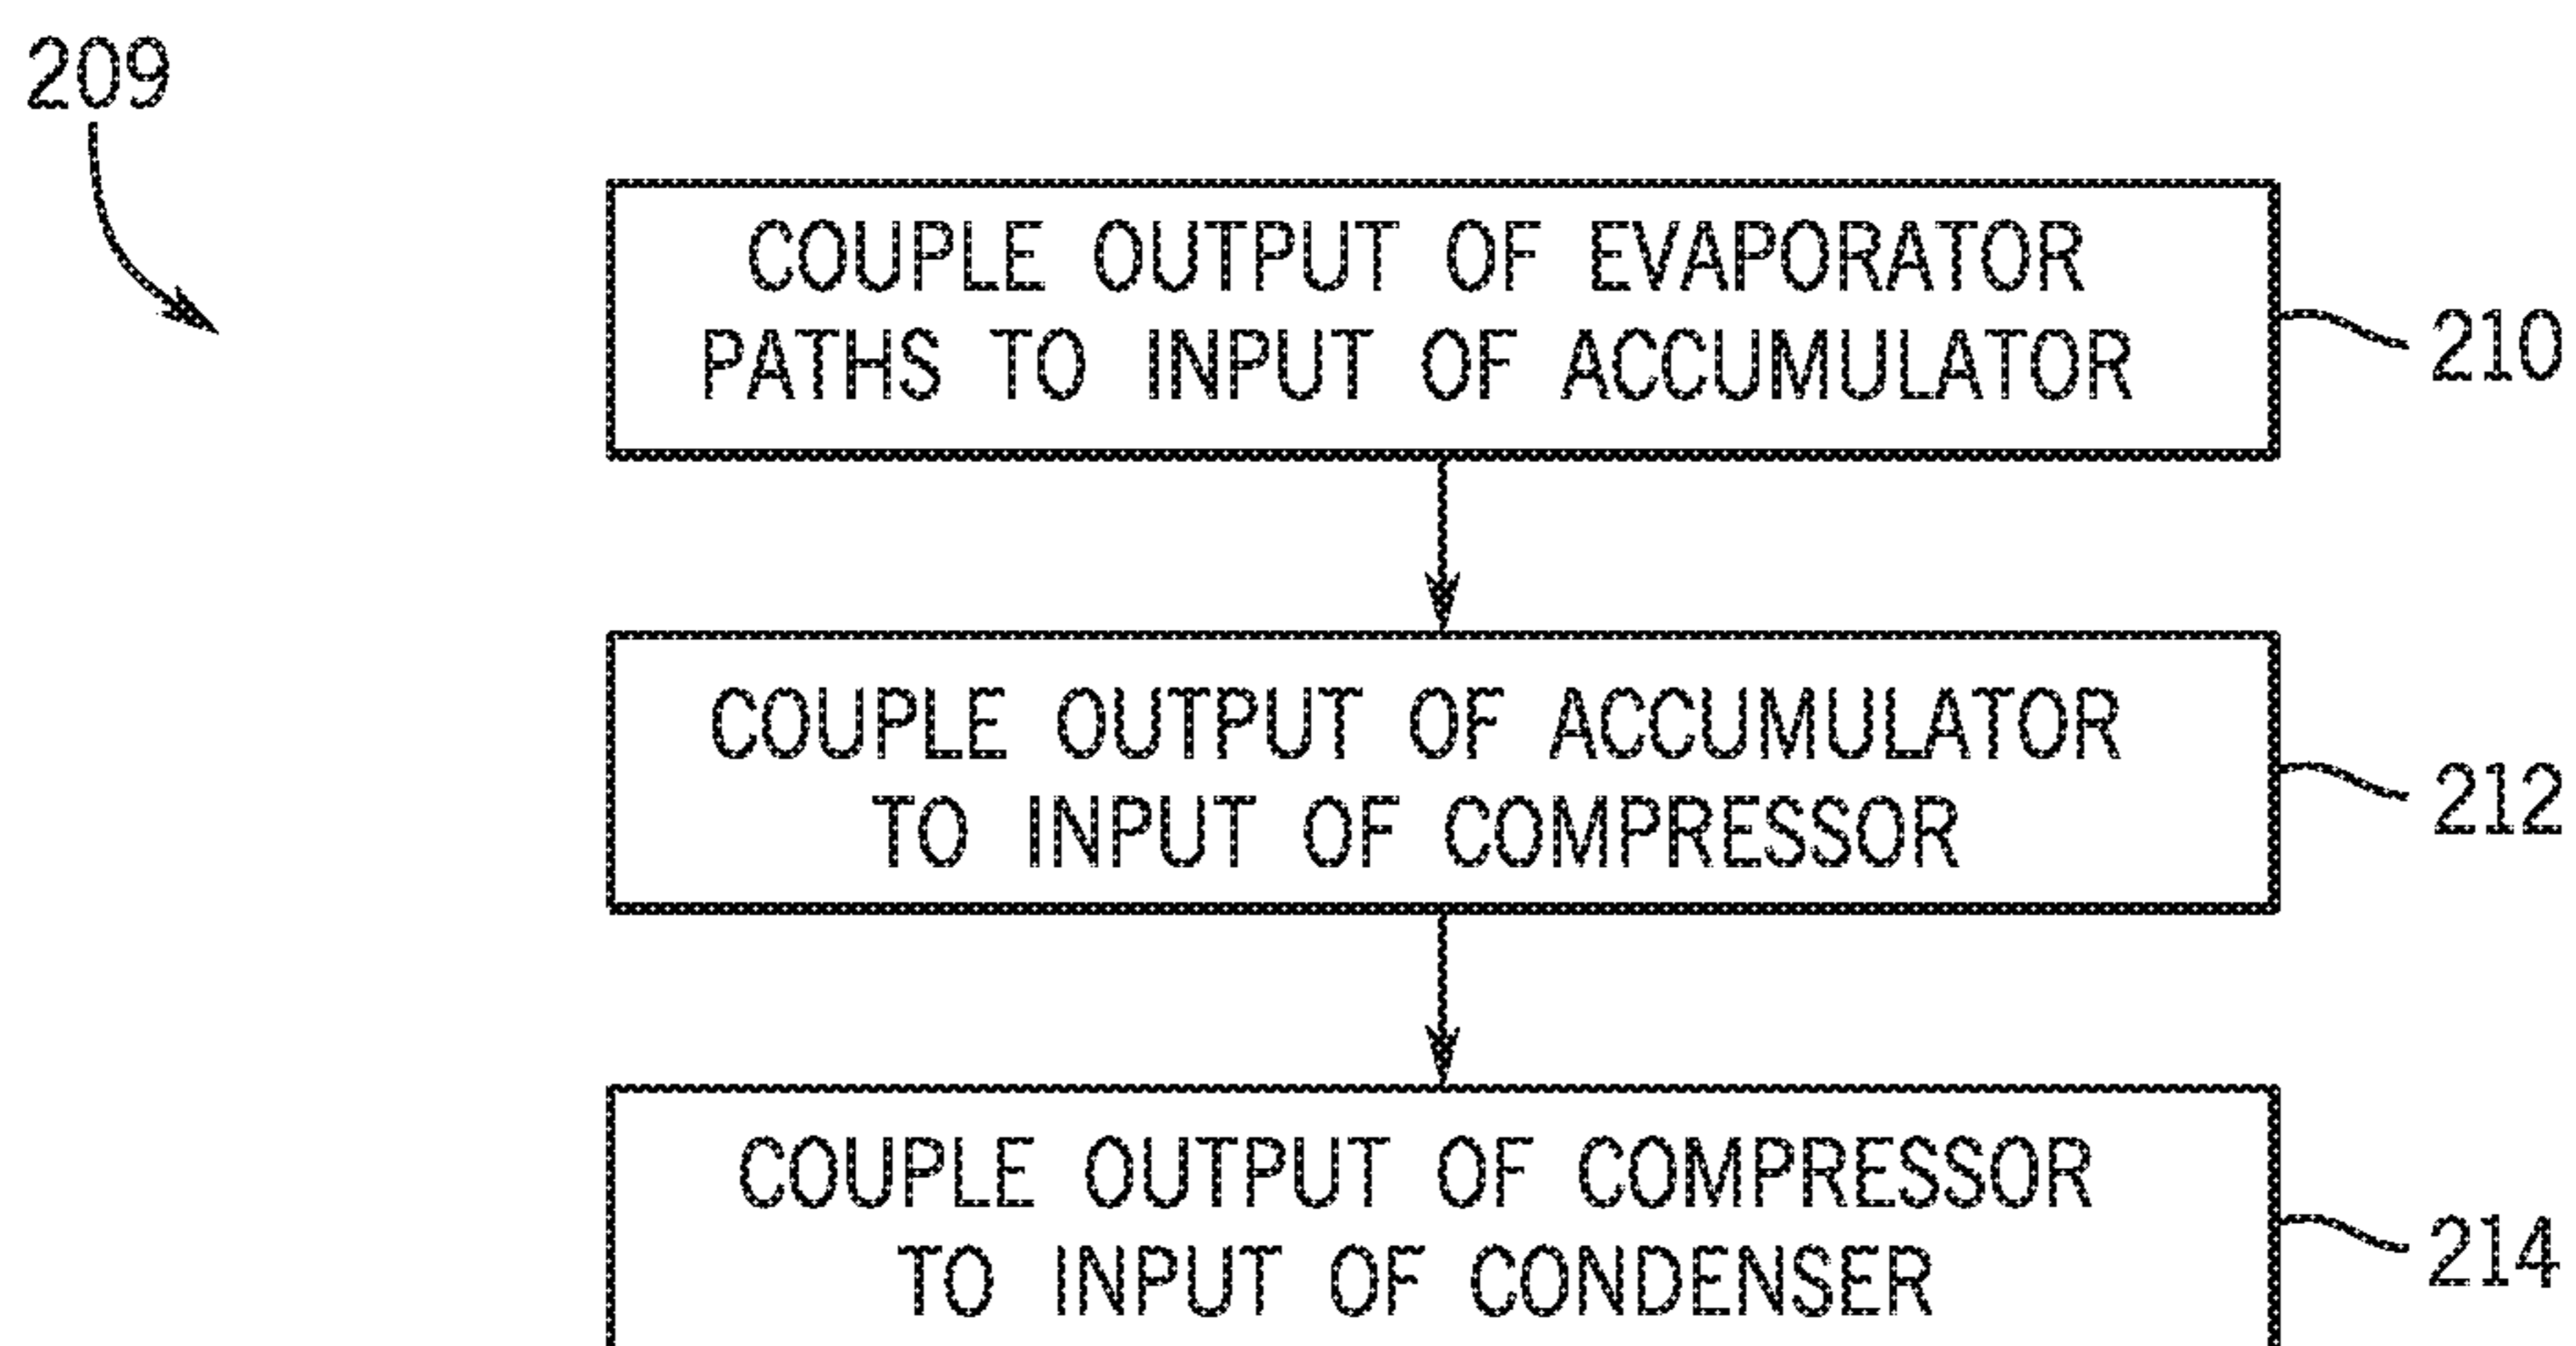 209
COUPLE OUTPUT OF EVAPORATOR
PATHS TO INPUT OF ACCUMULATOR
210
COUPLE OUTPUT OF ACCUMULATOR
TO INPUT OF COMPRESSOR
212
COUPLE OUTPUT OF COMPRESSOR
TO INPUT OF CONDENSER
214